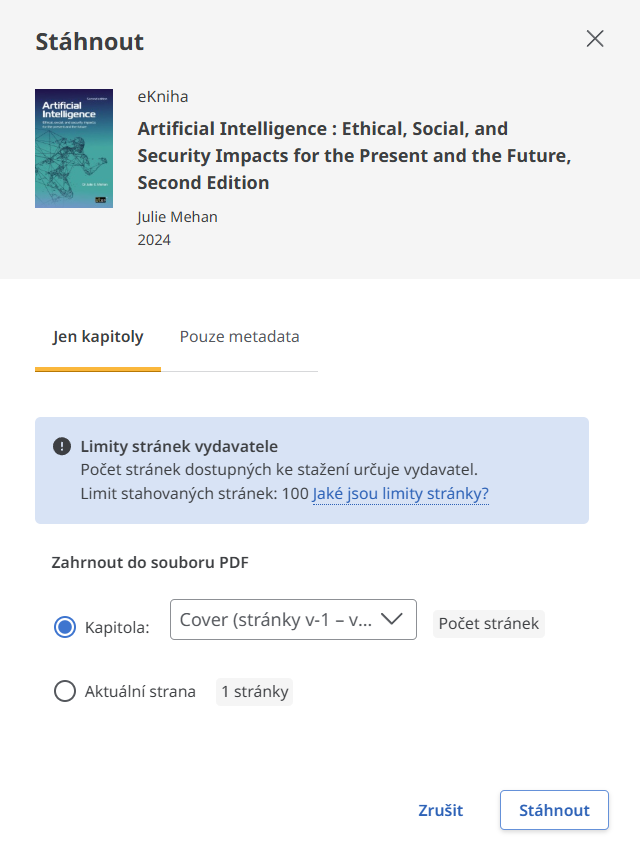 Stáhnout
Artificial
Intelligence
eKniha
Artificial Intelligence : Ethical, Social, and
Security Impacts for the Present and the Future,
Second Edition
Julie Mehan
2024
Jen kapitoly
Pouze metadata
Limity stránek vydavatele
Počet stránek dostupných ke stažení určuje vydavatel.
Limit stahovaných stránek: 100 Jaké jsou limity stránky?
Zahrnout do souboru PDF
Kapitola: Cover (stránky v-1 – v... Počet stránek
Aktuální strana 1 stránky
Zrušit Stáhnout